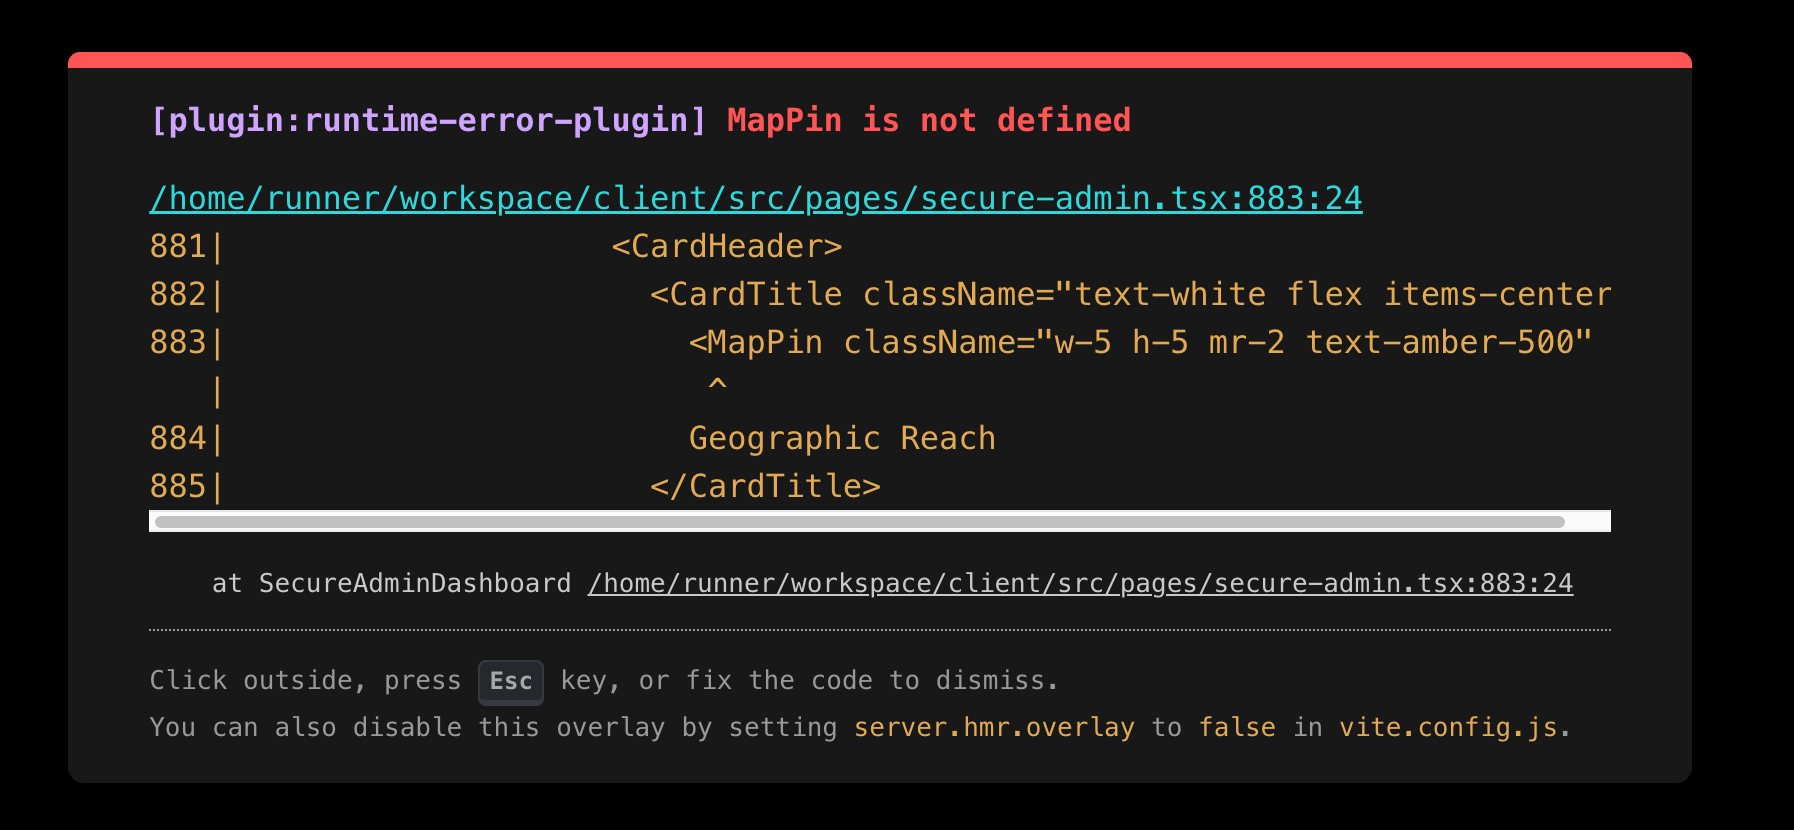 [plugin:runtime-error-plugin] MapPin is not defined
/home/runner/workspace/client/src/pages/secure-admin.tsx:883:24
881|                    <CardHeader>
882|                      <CardTitle className="text-white flex items-center
883|                        <MapPin className="w-5 h-5 mr-2 text-amber-500"
   |                         ^
884|                        Geographic Reach
885|                      </CardTitle>
at SecureAdminDashboard /home/runner/workspace/client/src/pages/secure-admin.tsx:883:24
Click outside, press Esc key, or fix the code to dismiss.
You can also disable this overlay by setting server.hmr.overlay to false in vite.config.js.